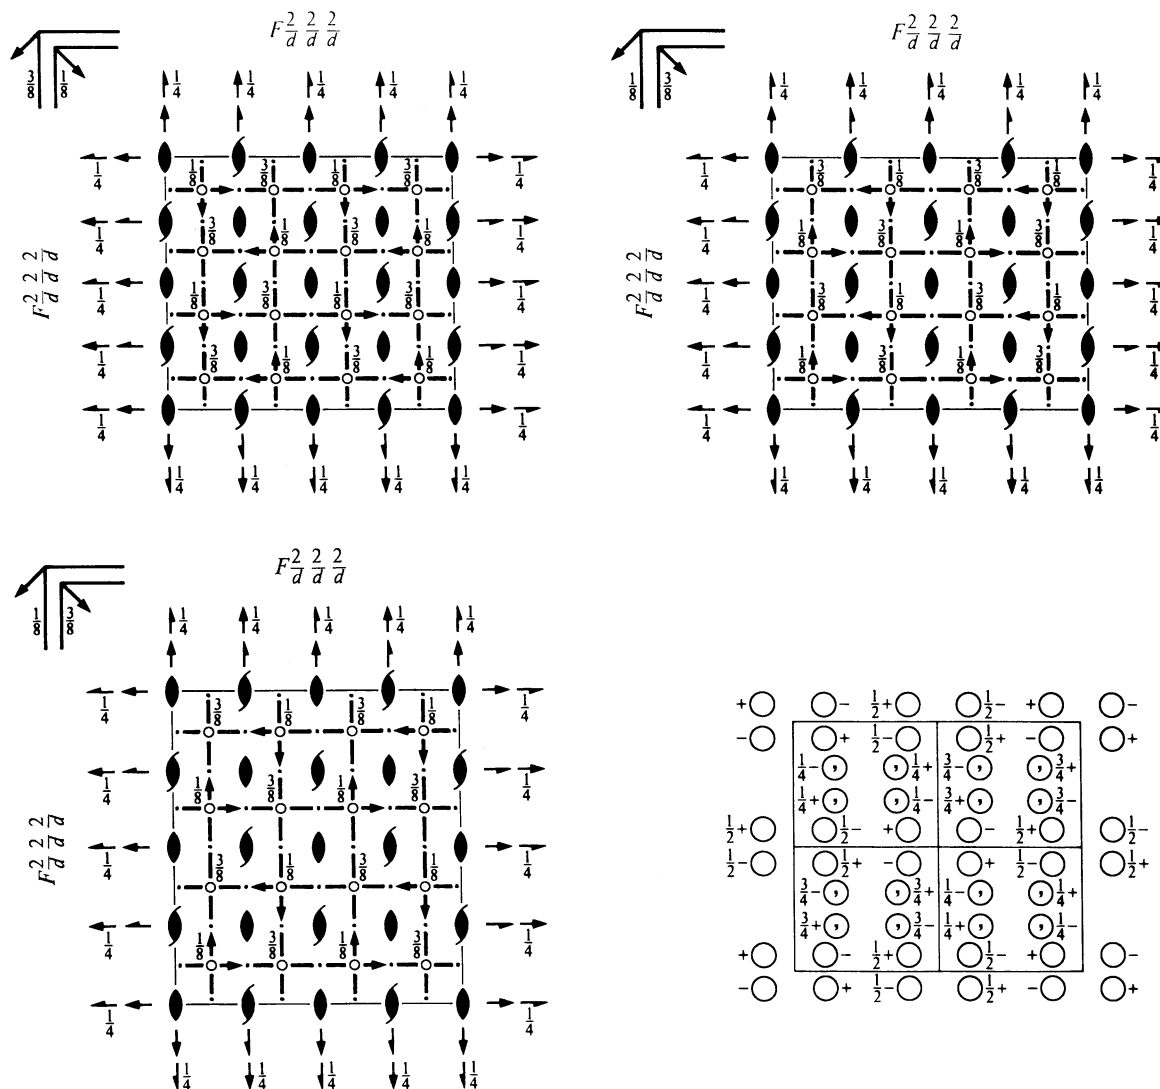 F 2/d 2/d 2/d
3/8 1/8
1/4 1/4 1/4 1/4 1/4
1/4 1/4
1/8 3/8 1/8 3/8
1/4 1/4
3/8 1/8 3/8 1/8
F 2/d 2/d 2/d
1/4 1/4
1/8 3/8 1/8 3/8
1/4 1/4
3/8 1/8 3/8 1/8
1/4 1/4
1/4 1/4 1/4 1/4 1/4
F 2/d 2/d 2/d
1/8 3/8
1/4 1/4 1/4 1/4 1/4
1/4 1/4
3/8 1/8 3/8 1/8
1/4 1/4
1/8 3/8 1/8 3/8
F 2/d 2/d 2/d
1/4 1/4
3/8 1/8 3/8 1/8
1/4 1/4
1/8 3/8 1/8 3/8
1/4 1/4
1/4 1/4 1/4 1/4 1/4
F 2/d 2/d 2/d
1/8 3/8
1/4 1/4 1/4 1/4 1/4
1/4 1/4
3/8 1/8 3/8 1/8
1/4 1/4
1/8 3/8 1/8 3/8
F 2/d 2/d 2/d
1/4 1/4
3/8 1/8 3/8 1/8
1/4 1/4
1/8 3/8 1/8 3/8
1/4 1/4
1/4 1/4 1/4 1/4 1/4
+ - 1/2+ 1/2- + -
- + 1/2- 1/2+ - +
1/4- , , 1/4+ 3/4- , , 3/4+
1/4+ , , 1/4- 3/4+ , , 3/4-
1/2+ 1/2- + - 1/2+ 1/2-
1/2- 1/2+ - + 1/2- 1/2+
3/4- , , 3/4+ 1/4- , , 1/4+
3/4+ , , 3/4- 1/4+ , , 1/4-
+ - 1/2+ 1/2- + -
- + 1/2- 1/2+ - +